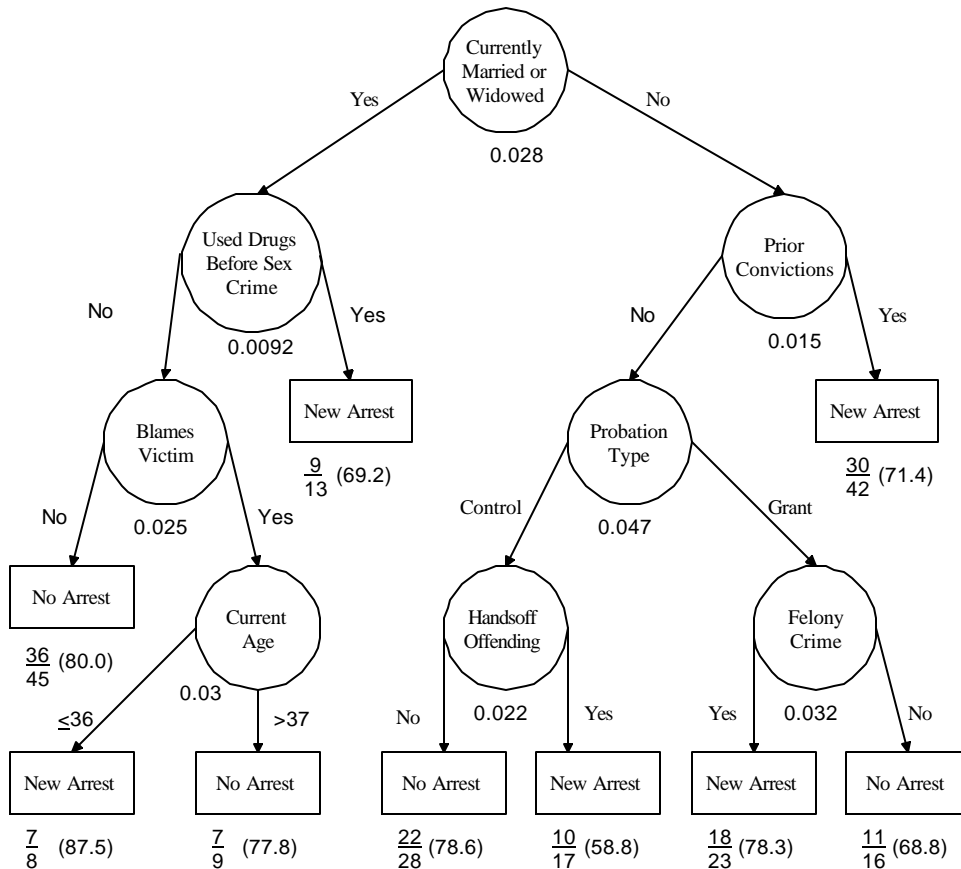 Currently
Married or
Widowed
Yes
No
0.028
Used Drugs
Before Sex
Crime
Prior
Convictions
No
Yes
No
Yes
0.0092
0.015
Blames
Victim
New Arrest
Probation
Type
New Arrest
9/13 (69.2)
30/42 (71.4)
No
Yes
Control
Grant
0.025
0.047
No Arrest
Current
Age
Handsoff
Offending
Felony
Crime
36/45 (80.0)
0.03
≤36
>37
No
0.022
Yes
Yes
0.032
No
New Arrest
No Arrest
No Arrest
New Arrest
New Arrest
No Arrest
7/8 (87.5)
7/9 (77.8)
22/28 (78.6)
10/17 (58.8)
18/23 (78.3)
11/16 (68.8)